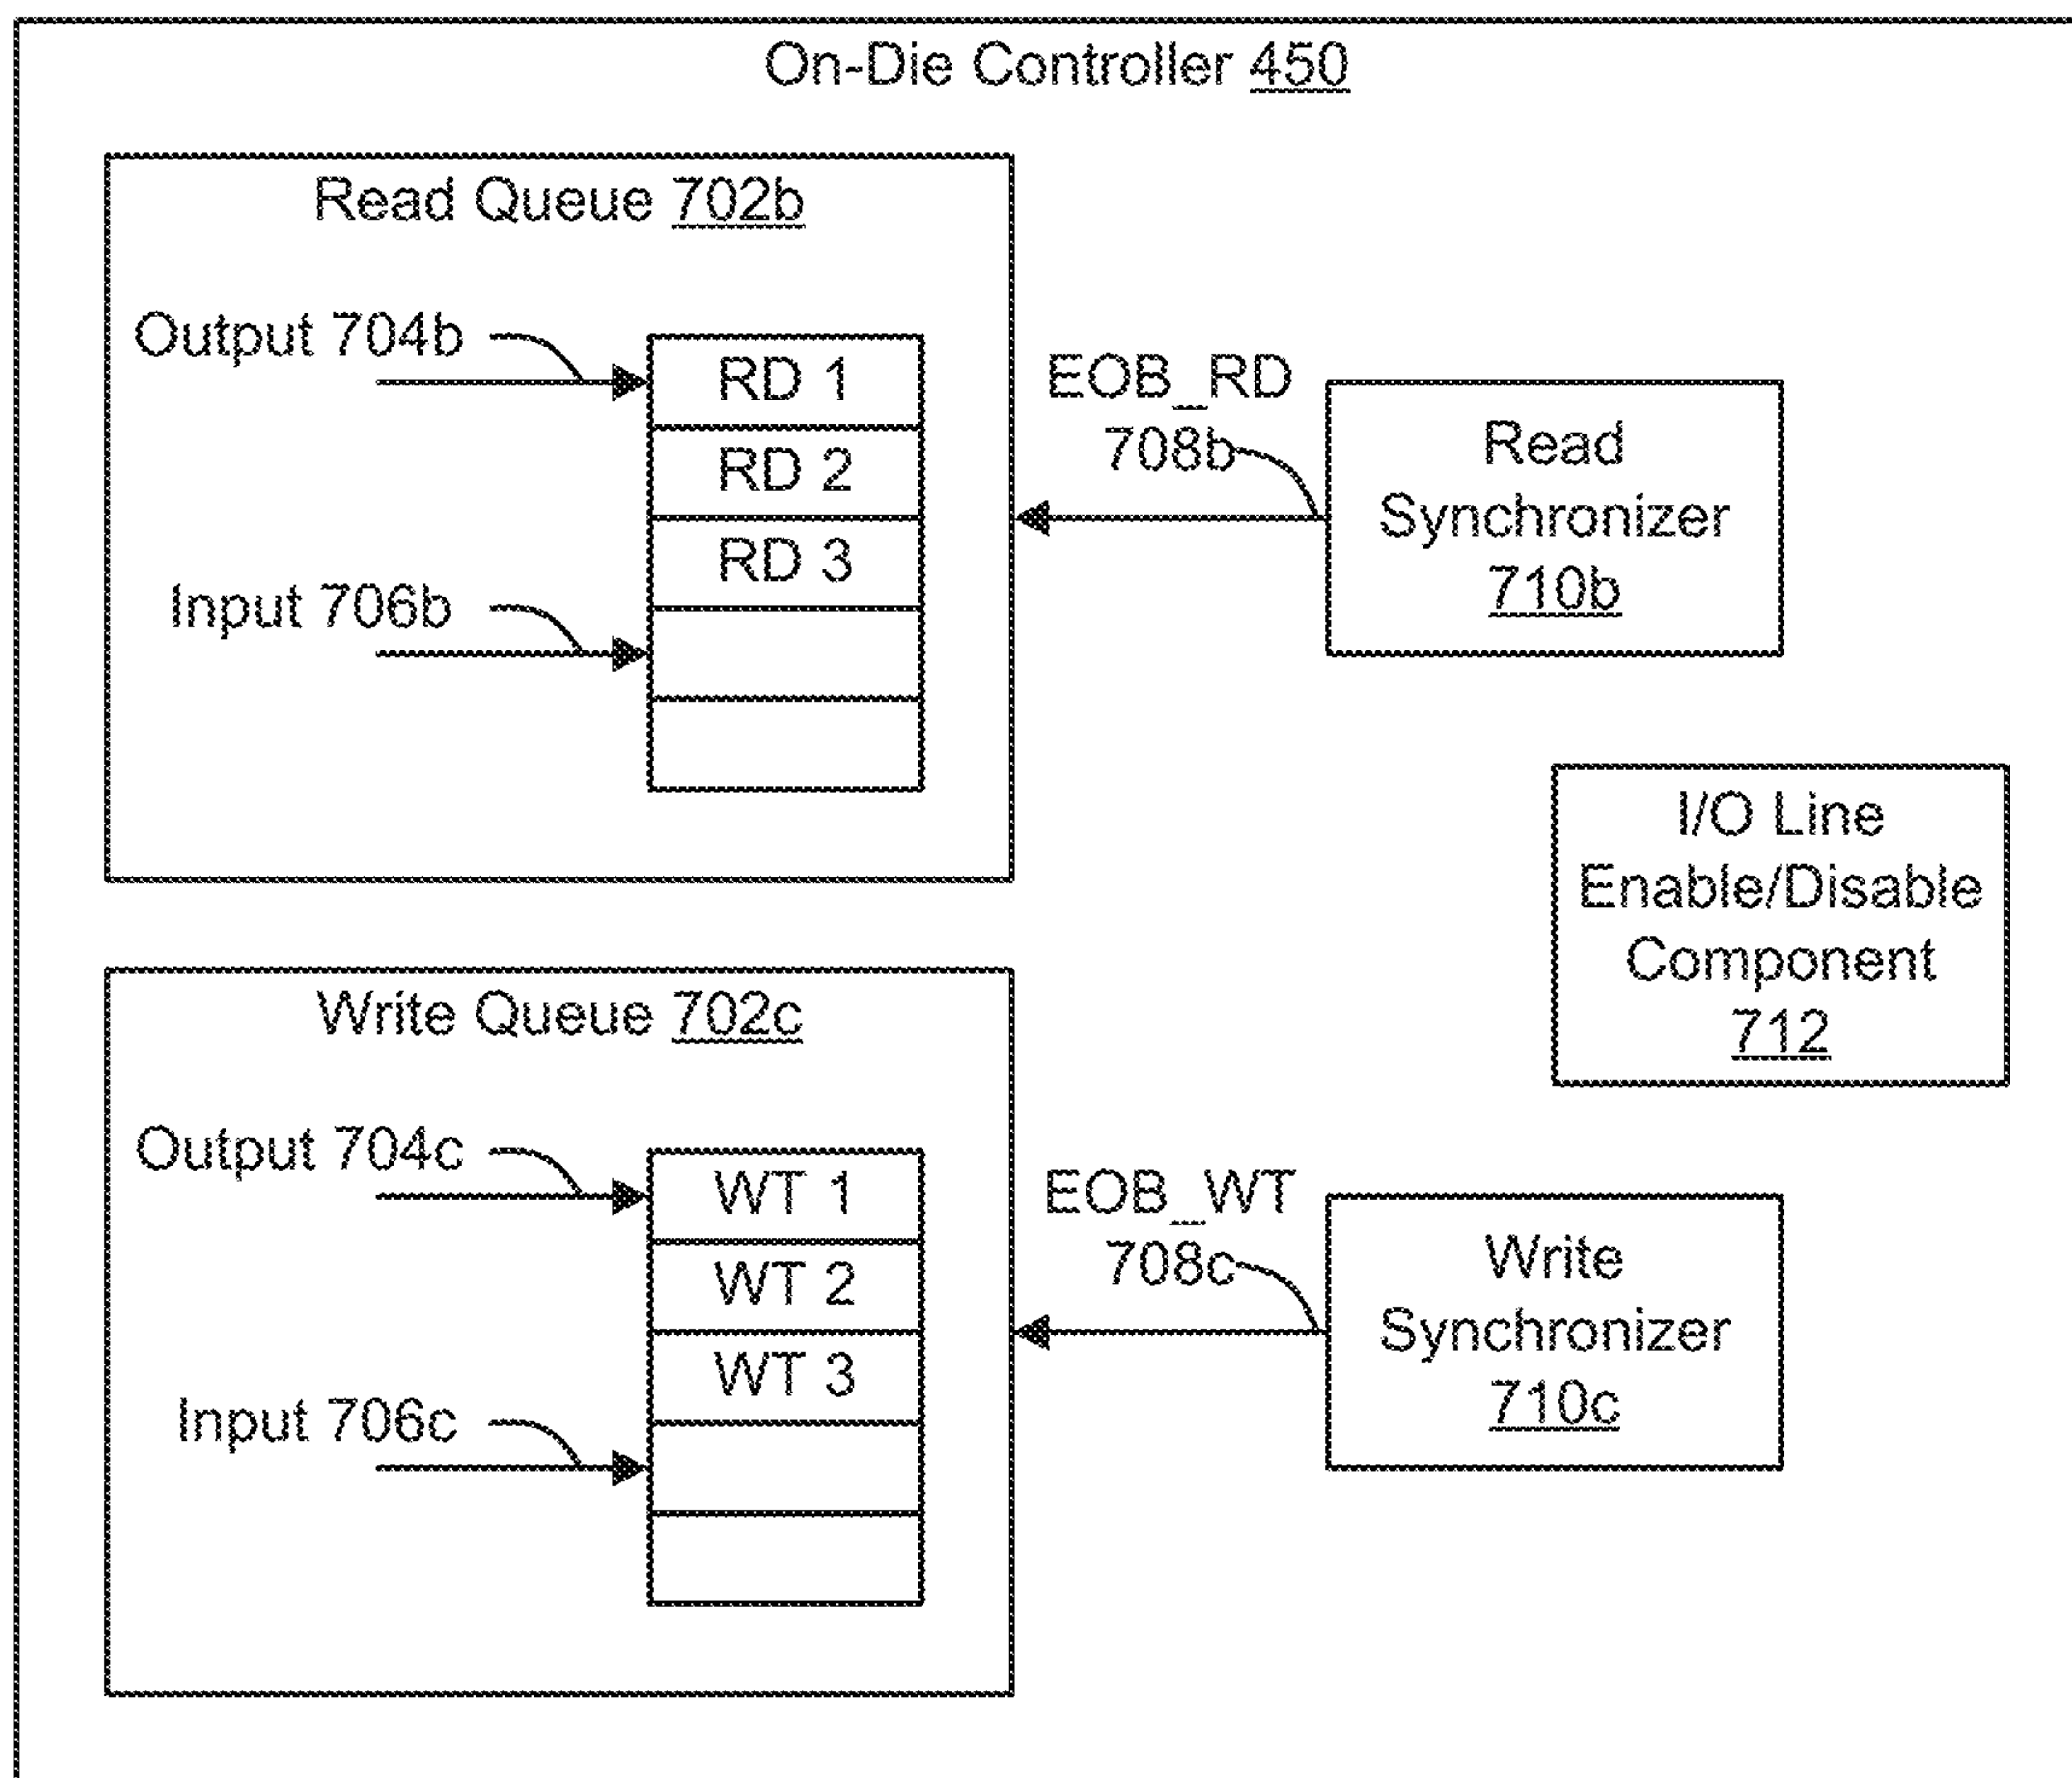 On-Die Controller 450
Read Queue 702b
Output 704b
RD 1
RD 2
RD 3
Input 706b
EOB_RD
708b
Read
Synchronizer
710b
I/O Line
Enable/Disable
Component
712
Write Queue 702c
Output 704c
WT 1
WT 2
WT 3
Input 706c
EOB_WT
708c
Write
Synchronizer
710c